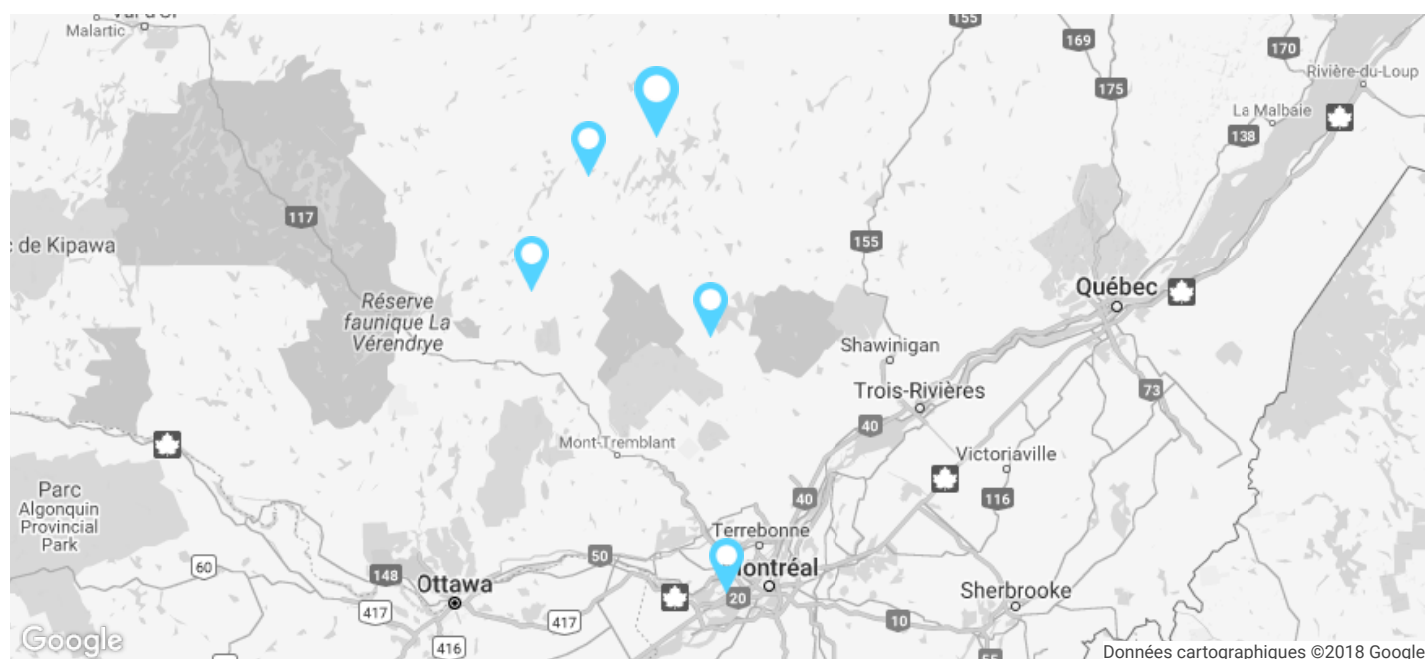 Malartic
155
169
170
Rivière-du-Loup
175
La Malbaie
138
117
155
de Kipawa
Québec
Réserve
faunique La
Vérendrye
Shawinigan
Trois-Rivières
73
40
Mont-Tremblant
Victoriaville
Parc
Algonquin
Provincial
Park
40
116
Terrebonne
50
60
148
Ottawa
20
Sherbrooke
417
417
10
416
55
Google
Données cartographiques ©2018 Google